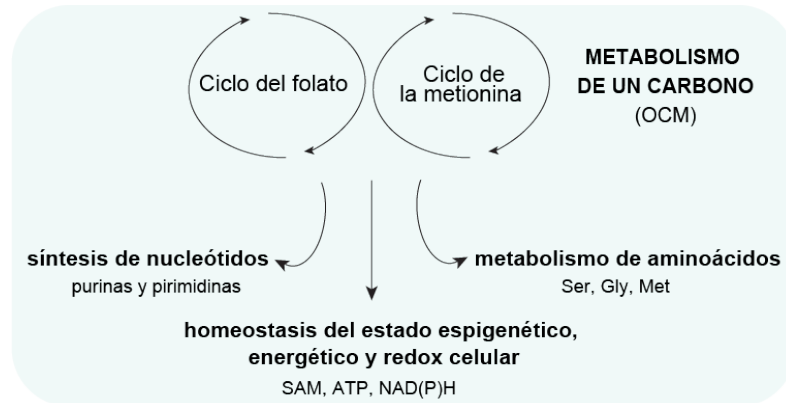 Ciclo del folato
Ciclo de
la metionina
METABOLISMO
DE UN CARBONO
(OCM)
síntesis de nucleótidos
purinas y pirimidinas
metabolismo de aminoácidos
Ser, Gly, Met
homeostasis del estado espigenético,
energético y redox celular
SAM, ATP, NAD(P)H